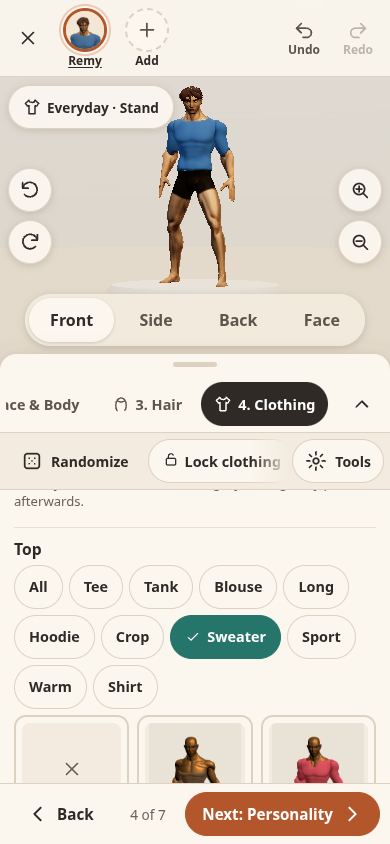 Remy
Add
Undo
Redo
Everyday · Stand
Front
Side
Back
Face
& Body
3. Hair
4. Clothing
Randomize
Lock clothing
Tools
afterwards.
Top
All
Tee
Tank
Blouse
Long
Hoodie
Crop
Sweater
Sport
Warm
Shirt
Back
4 of 7
Next: Personality